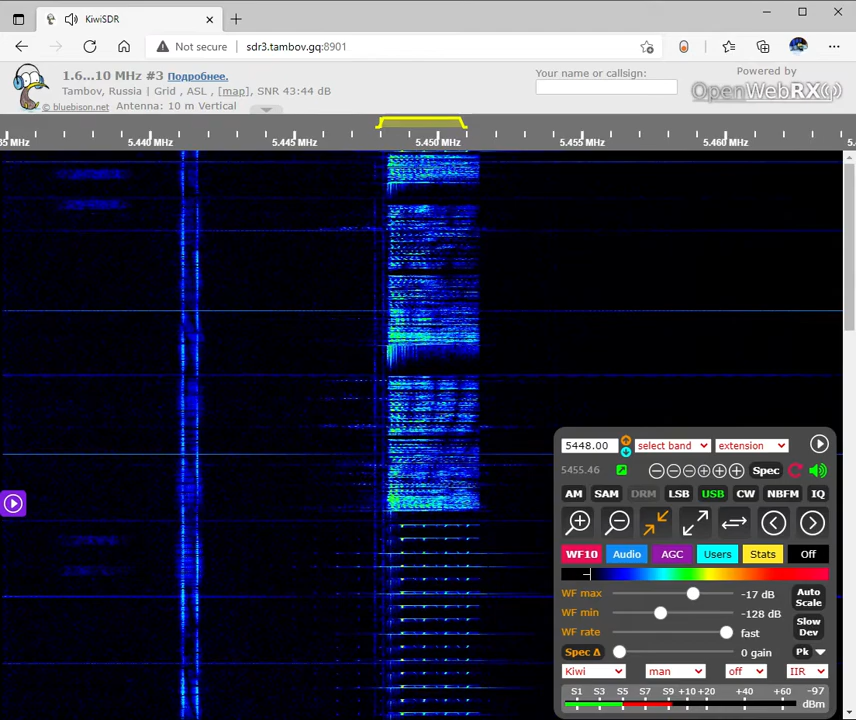 KiwiSDR
Not secure
sdr3.tambov.gq:8901
1.6...10 MHz #3 Подробнее.
Tambov, Russia | Grid , ASL , [map], SNR 43:44 dB
© bluebison.net
Antenna: 10 m Vertical
Your name or callsign:
Powered by
OpenWebRX
35 MHz
5.440 MHz
5.445 MHz
5.450 MHz
5.455 MHz
5.460 MHz
5.4
5448.00
select band
extension
5455.46
Spec
AM
SAM
DRM
LSB
USB
CW
NBFM
IQ
WF10
Audio
AGC
Users
Stats
Off
WF max
-17 dB
Auto
Scale
WF min
-128 dB
WF rate
fast
Slow
Dev
Spec Δ
0 gain
Pk
Kiwi
man
off
IIR
S1 S3 S5 S7 S9 +10 +20 +40 +60
-97
dBm